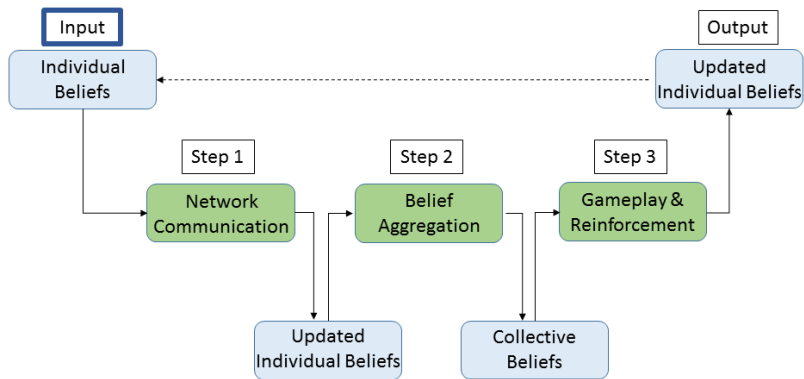 Input
Output
Individual
Beliefs
Updated
Individual Beliefs
Step 1
Step 2
Step 3
Network
Communication
Belief
Aggregation
Gameplay &
Reinforcement
Updated
Individual Beliefs
Collective
Beliefs